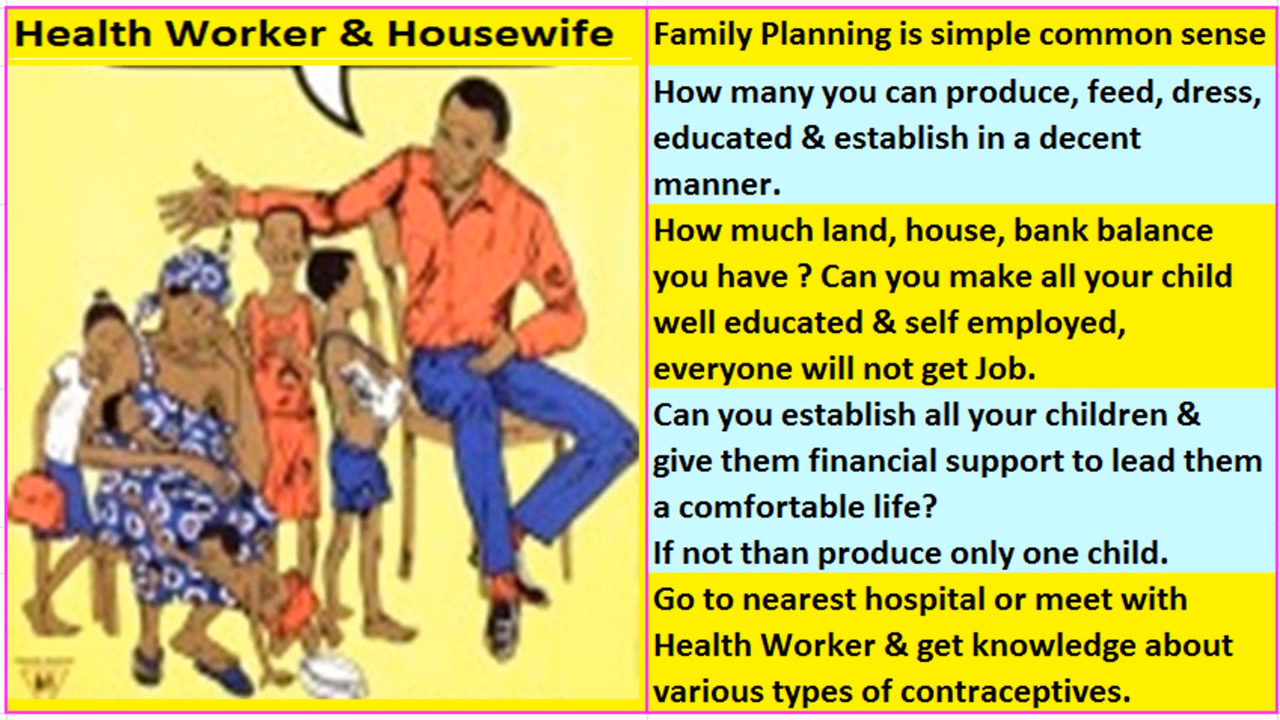 Health Worker & Housewife
Family Planning is simple common sense
How many you can produce, feed, dress,
educated & establish in a decent
manner.
How much land, house, bank balance
you have ? Can you make all your child
well educated & self employed,
everyone will not get Job.
Can you establish all your children &
give them financial support to lead them
a comfortable life?
If not than produce only one child.
Go to nearest hospital or meet with
Health Worker & get knowledge about
various types of contraceptives.